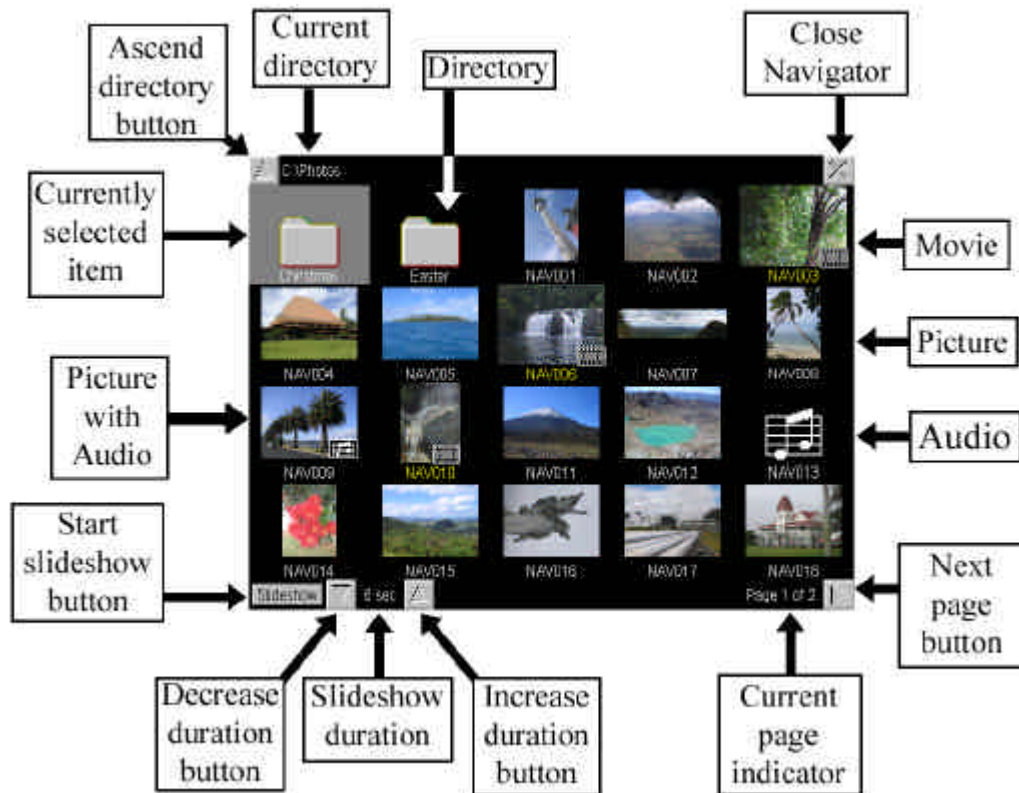 Ascend
directory
button
Current
directory
Directory
Close
Navigator
C:\Photos
Currently
selected
item
Christmas
Easter
NAV001
NAV002
NAV003
Movie
NAV004
NAV005
NAV006
NAV007
NAV008
Picture
Picture
with
Audio
NAV009
NAV010
NAV011
NAV012
NAV13
Audio
Start
slideshow
button
NAV014
NAV015
NAV016
NAV017
NAV018
Next
page
button
Slideshow
6 sec
Page 1 of 2
Decrease
duration
button
Slideshow
duration
Increase
duration
button
Current
page
indicator